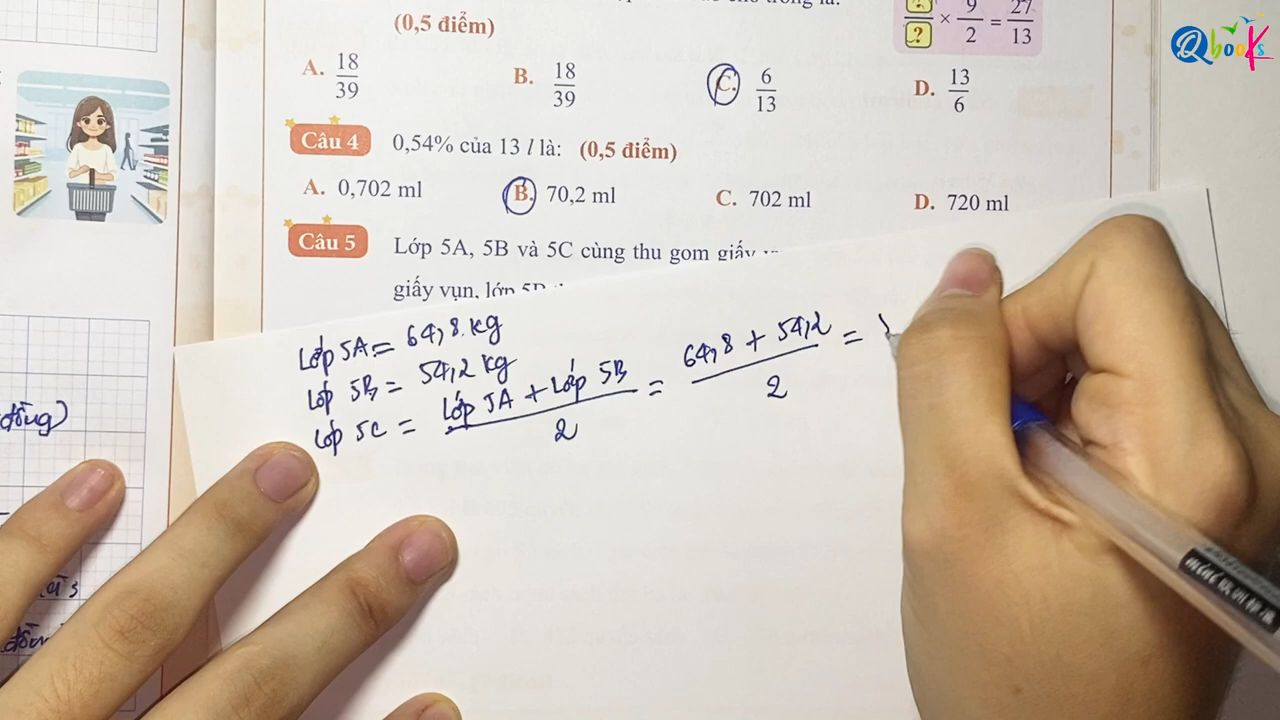 (0,5 điểm)
? × 9/2 = 27/13
A. 18/39 B. 18/39 C. 6/13 D. 13/6
Câu 4 0,54% của 13 l là: (0,5 điểm)
A. 0,702 ml B. 70,2 ml C. 702 ml D. 720 ml
Câu 5 Lớp 5A, 5B và 5C cùng thu gom giấy
giấy vụn, lớp 5B
Lớp 5A = 64,8 kg
Lớp 5B = 54,2 kg
Lớp 5C = (Lớp 5A + Lớp 5B)/2 = (64,8 + 54,2)/2 =
đồng)
Qbooks